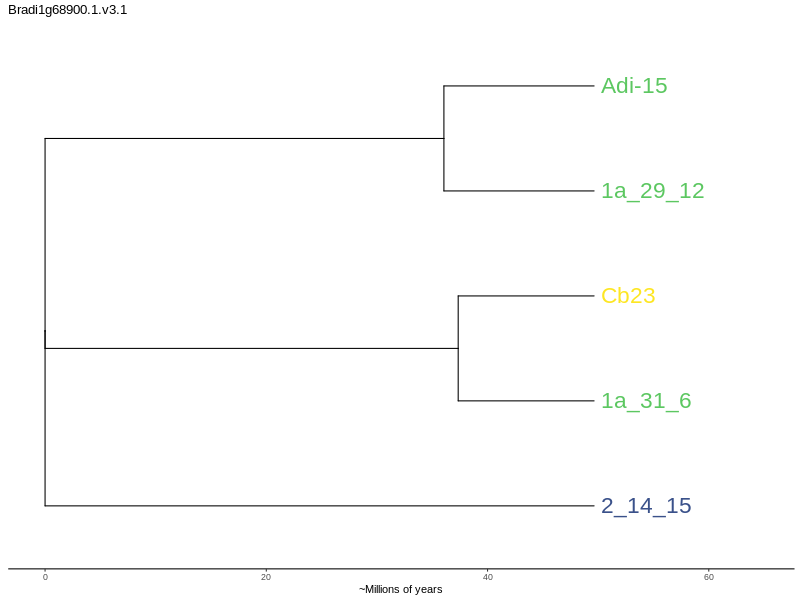 Bradi1g68900.1.v3.1
Adi-15
1a_29_12
Cb23
1a_31_6
2_14_15
0 20 40 60
~Millions of years